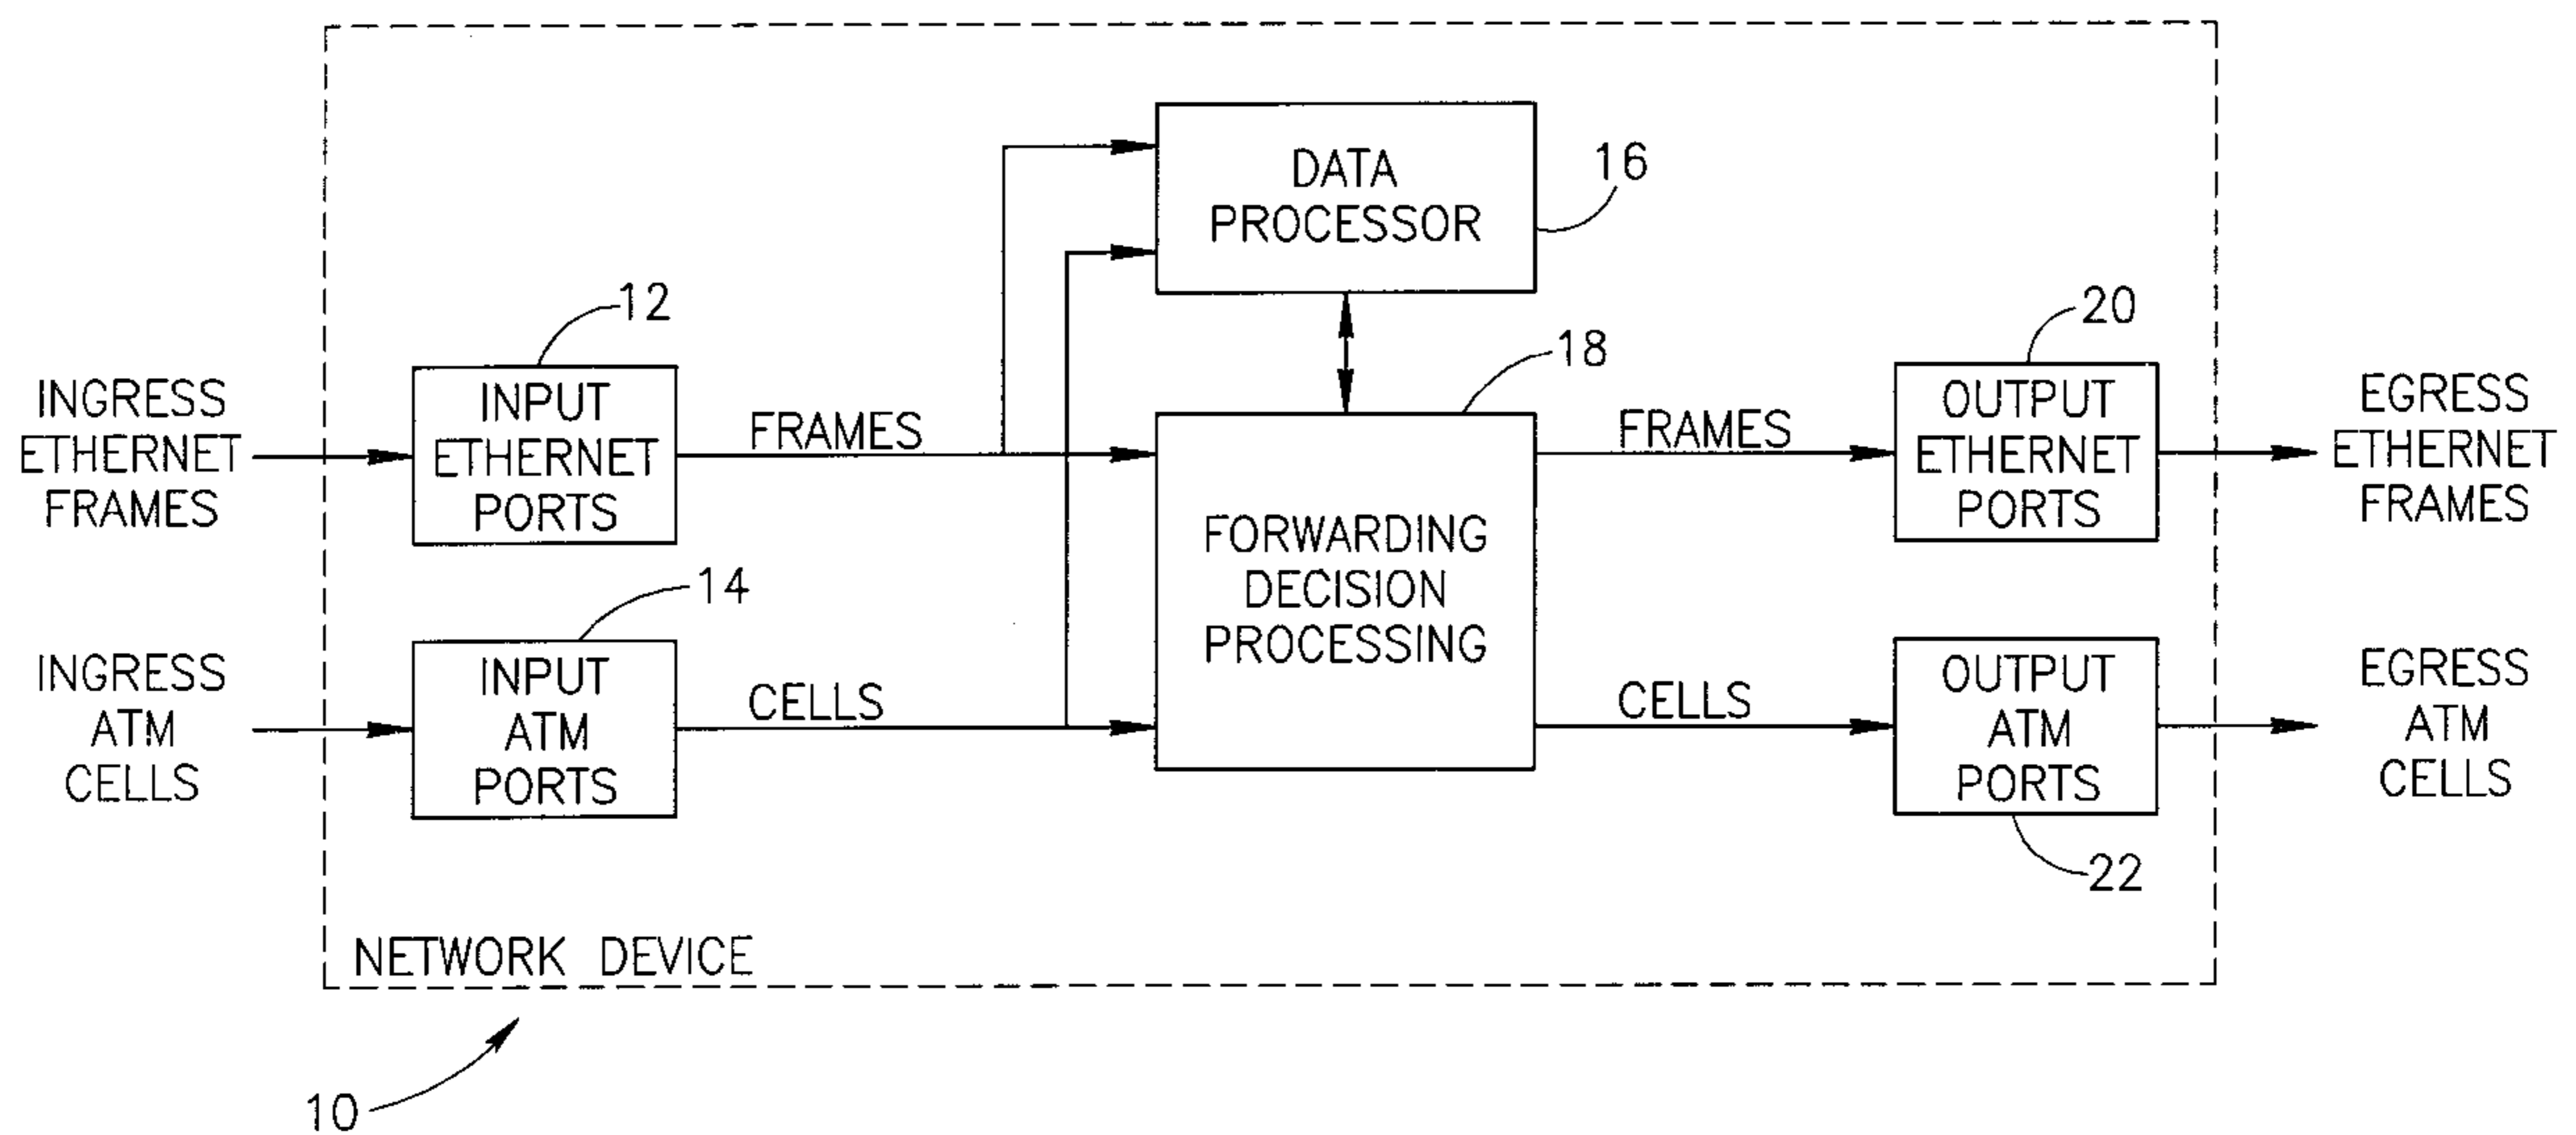 DATA
PROCESSOR
16
12
18
20
INGRESS
ETHERNET
FRAMES
INPUT
ETHERNET
PORTS
FRAMES
FORWARDING
DECISION
PROCESSING
FRAMES
OUTPUT
ETHERNET
PORTS
EGRESS
ETHERNET
FRAMES
14
INGRESS
ATM
CELLS
INPUT
ATM
PORTS
CELLS
CELLS
OUTPUT
ATM
PORTS
EGRESS
ATM
CELLS
22
NETWORK DEVICE
10